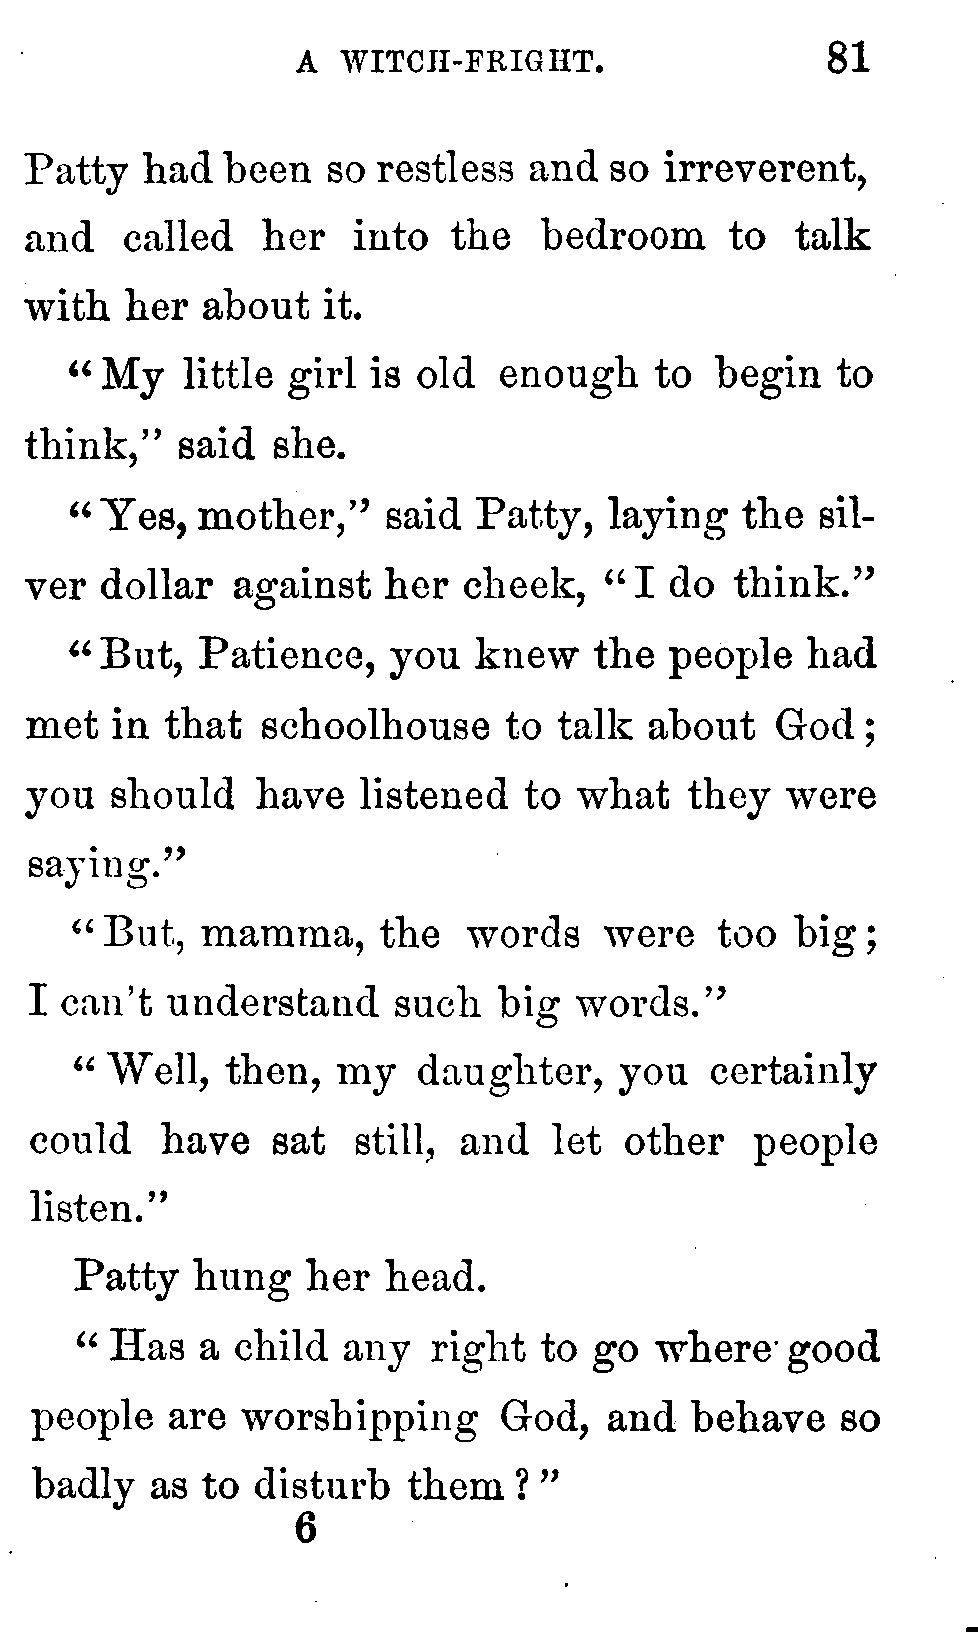 A WITCH-FRIGHT. 81
Patty had been so restless and so irreverent,
and called her into the bedroom to talk
with her about it.
“My little girl is old enough to begin to
think,” said she.
“Yes, mother,” said Patty, laying the sil-
ver dollar against her cheek, “I do think.”
“But, Patience, you knew the people had
met in that schoolhouse to talk about God;
you should have listened to what they were
saying.”
“But, mamma, the words were too big;
I can't understand such big words.”
“Well, then, my daughter, you certainly
could have sat still, and let other people
listen.”
Patty hung her head.
“Has a child any right to go where good
people are worshipping God, and behave so
badly as to disturb them?”
6